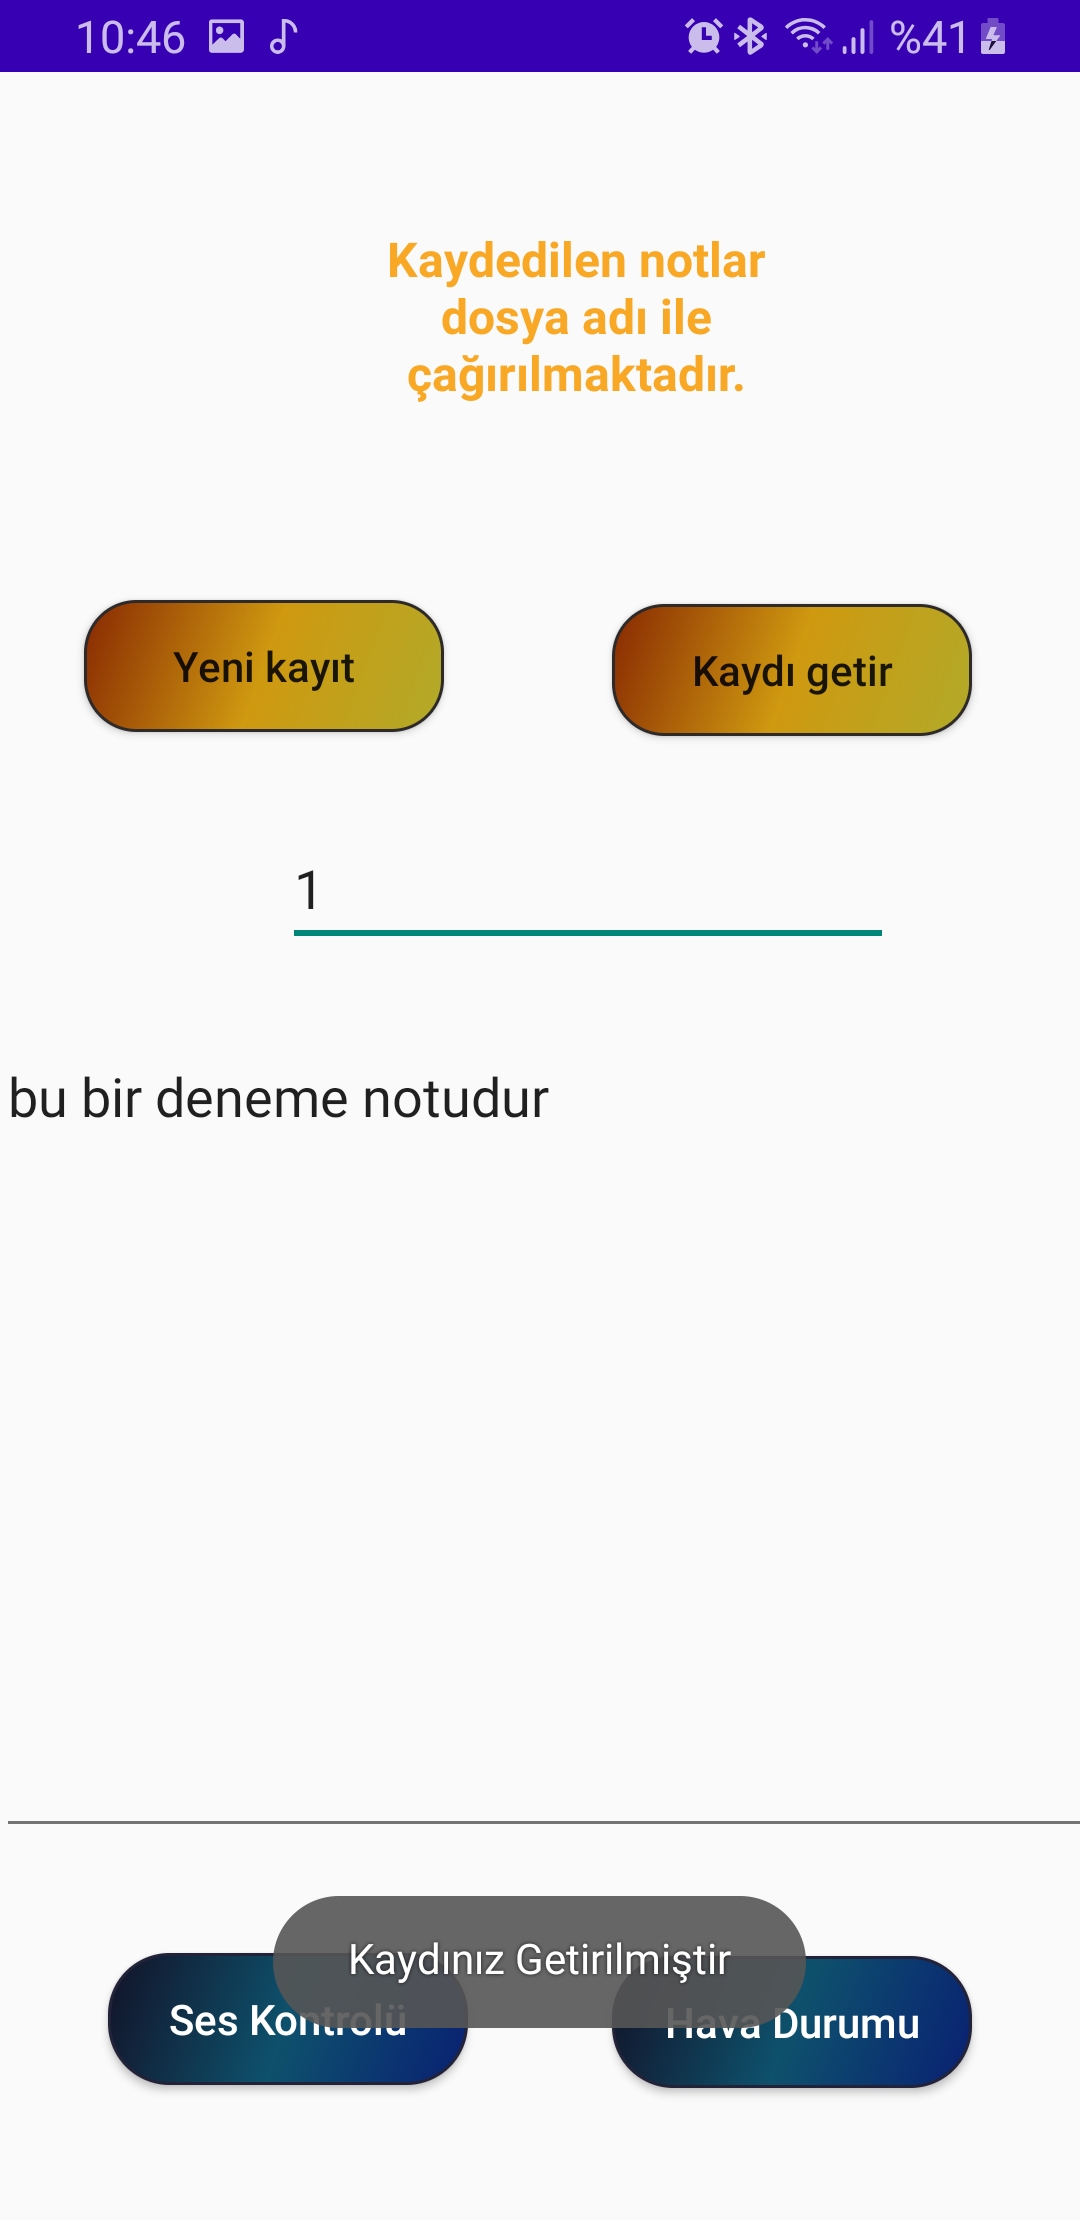 10:46 %41
Kaydedilen notlar
dosya adı ile
çağırılmaktadır.
Yeni kayıt Kaydı getir
1
bu bir deneme notudur
Kaydınız Getirilmiştir
Ses Kontrolü Hava Durumu